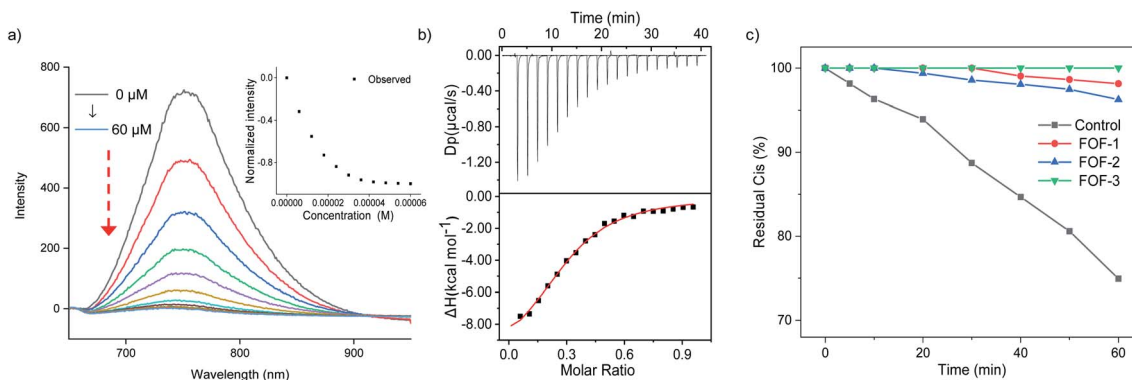 a)
800
600
400
200
0
Intensity
700
800
900
Wavelength (nm)
0 µM
↓
60 µM
0.0
-0.4
-0.8
Normalized intensity
Observed
0.00000
0.00002
0.00004
0.00006
Concentration (M)
b)
Time (min)
0
10
20
30
40
0.00
-0.40
-0.80
-1.20
Dp(µcal/s)
0.00
-2.00
-4.00
-6.00
-8.00
ΔH(kcal mol⁻¹)
0.0
0.3
0.6
0.9
Molar Ratio
c)
100
90
80
70
Residual Cis (%)
Control
FOF-1
FOF-2
FOF-3
0
20
40
60
Time (min)